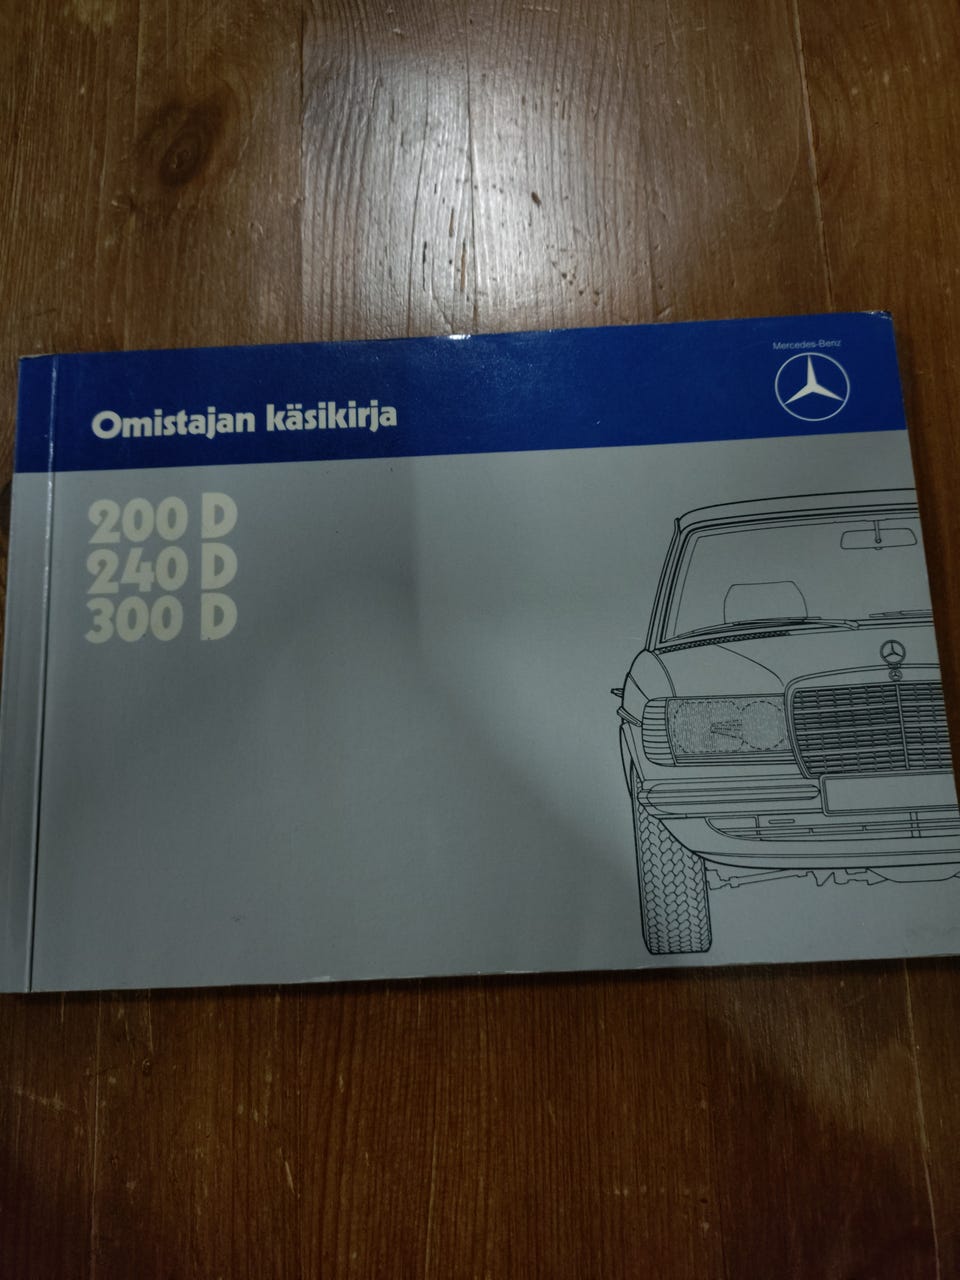 Mercedes-Benz
Omistajan käsikirja
200 D
240 D
300 D